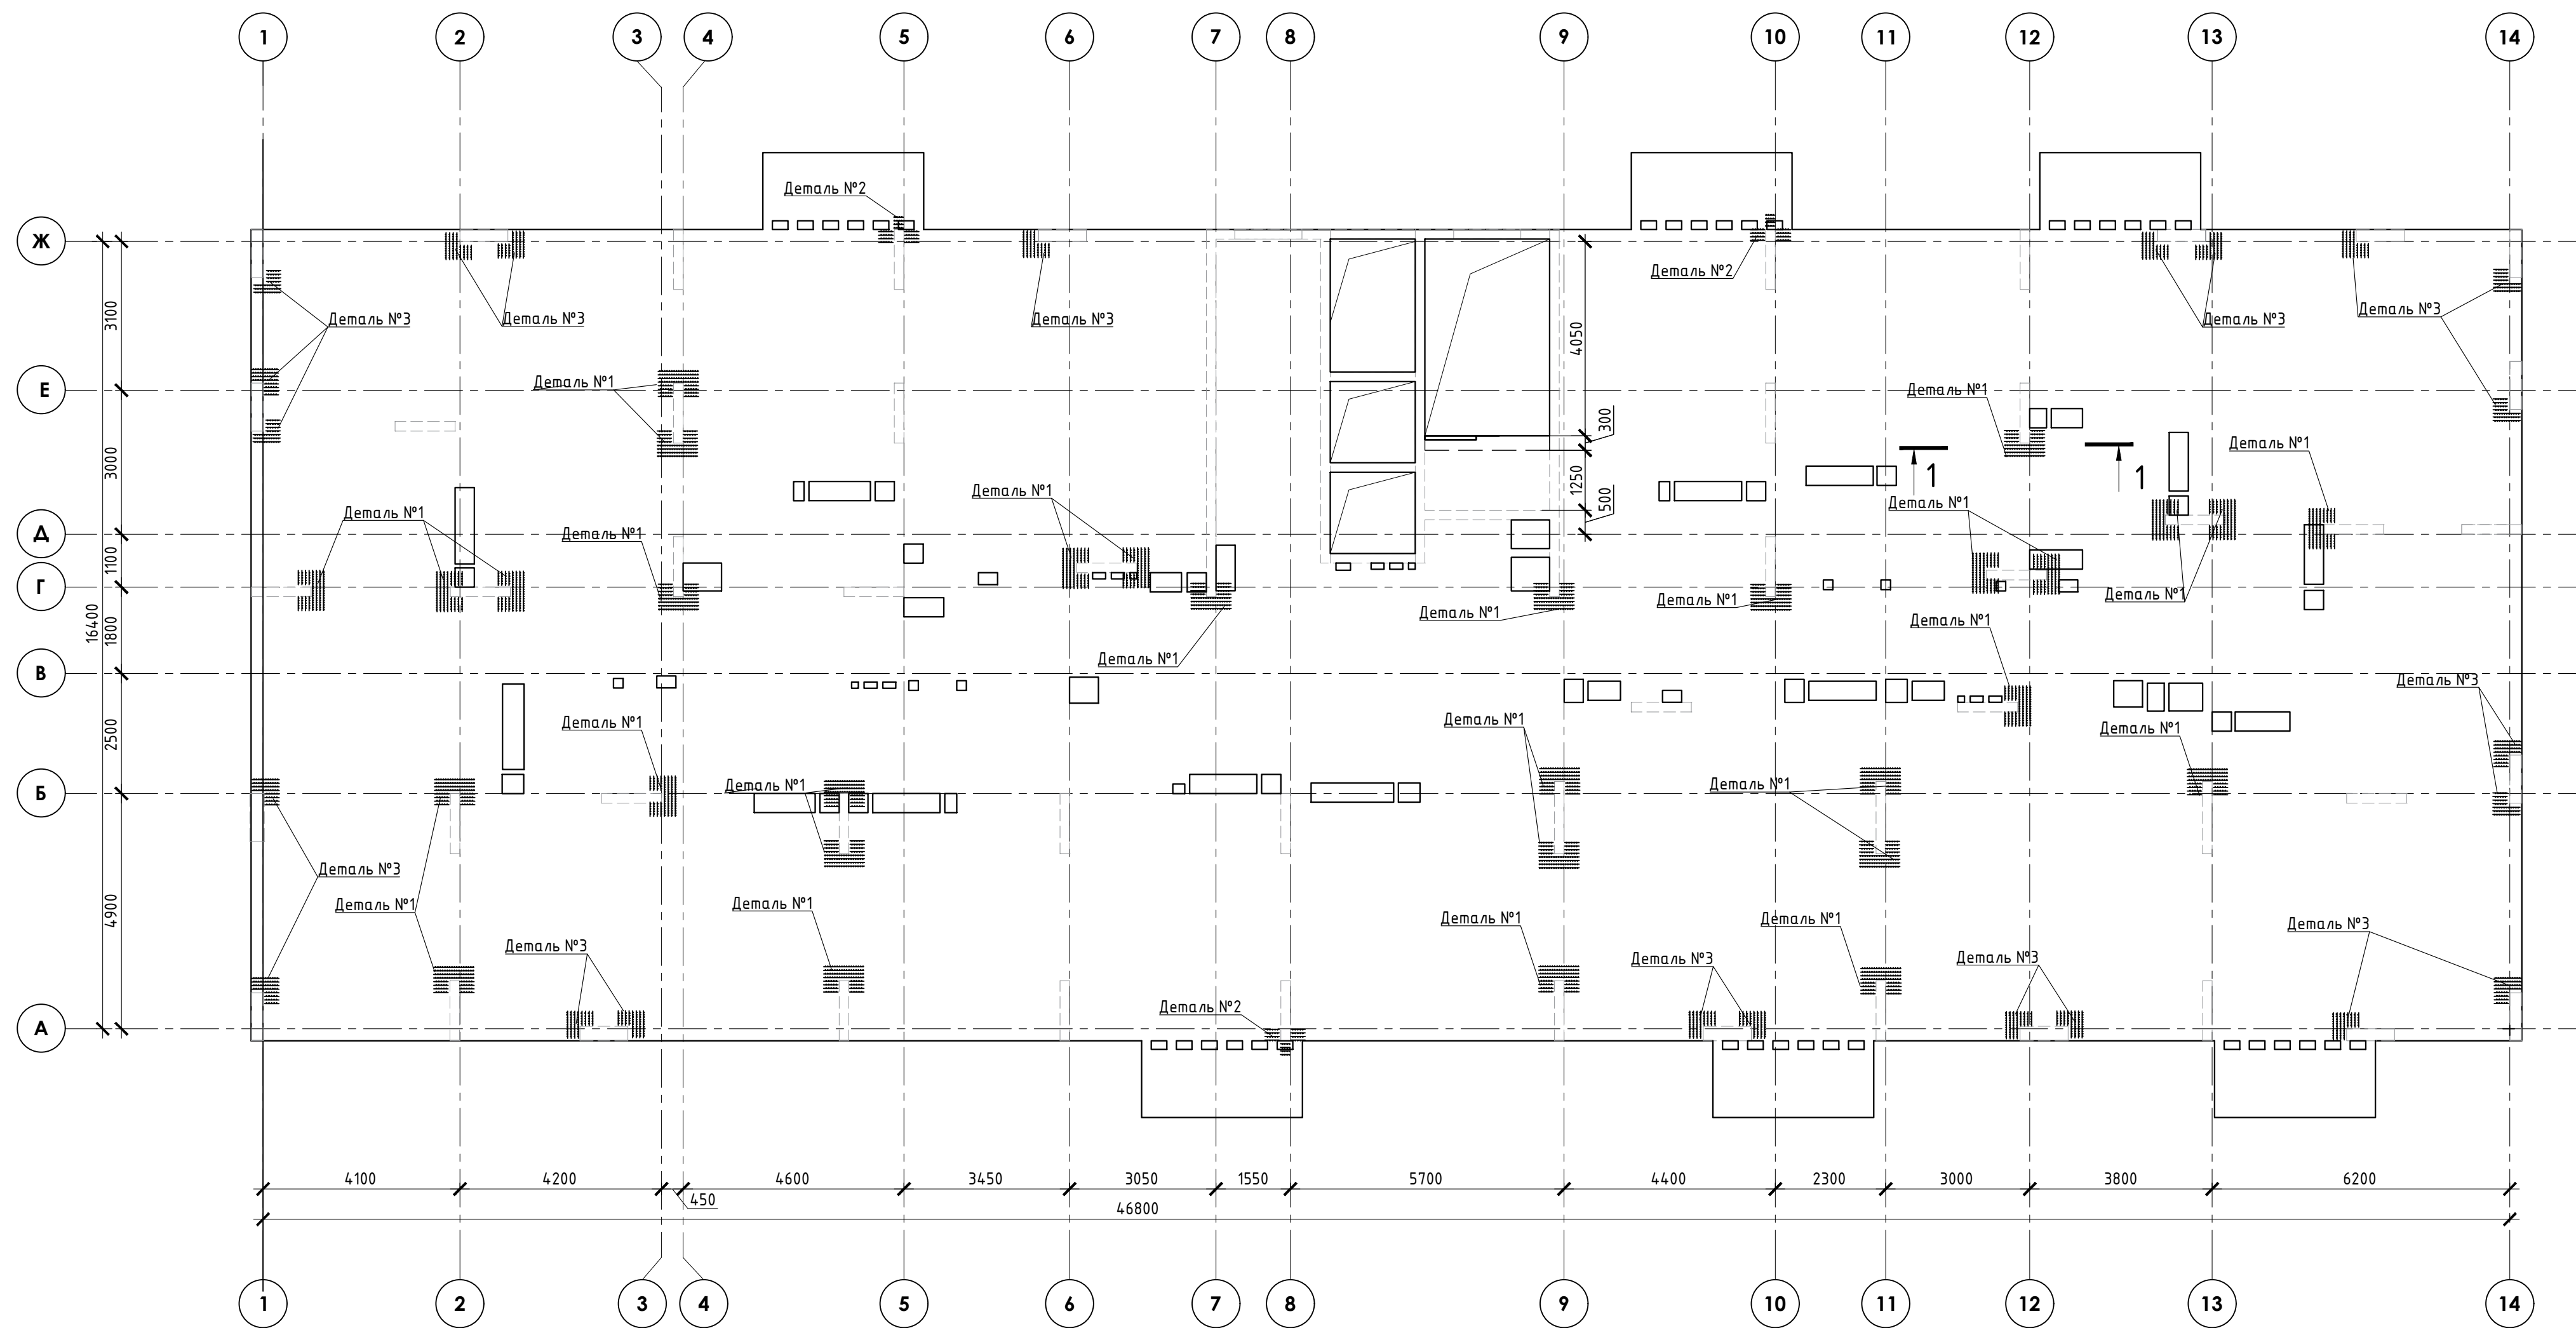 1 2 3 4 5 6 7 8 9 10 11 12 13 14
Деталь №2
Ж
Деталь №2
Деталь №3
Деталь №3
Деталь №3
Деталь №3
Деталь №3
3100
4050
Е
Деталь №1
Деталь №1
300
Деталь №1
3000
1 1
1250
Деталь №1
500
Деталь №1
Деталь №1
Д
Деталь №1
1100
Г
Деталь №1
Деталь №1
Деталь №1
Деталь №1
16400
1800
Деталь №1
В
Деталь №3
Деталь №1
Деталь №1
Деталь №1
2500
Деталь №1
Деталь №1
Б
Деталь №3
4900
Деталь №1
Деталь №1
Деталь №1
Деталь №1
Деталь №3
Деталь №3
Деталь №3
Деталь №3
Деталь №2
А
4100 4200 4600 3450 3050 1550 5700 4400 2300 3000 3800 6200
450
46800
1 2 3 4 5 6 7 8 9 10 11 12 13 14